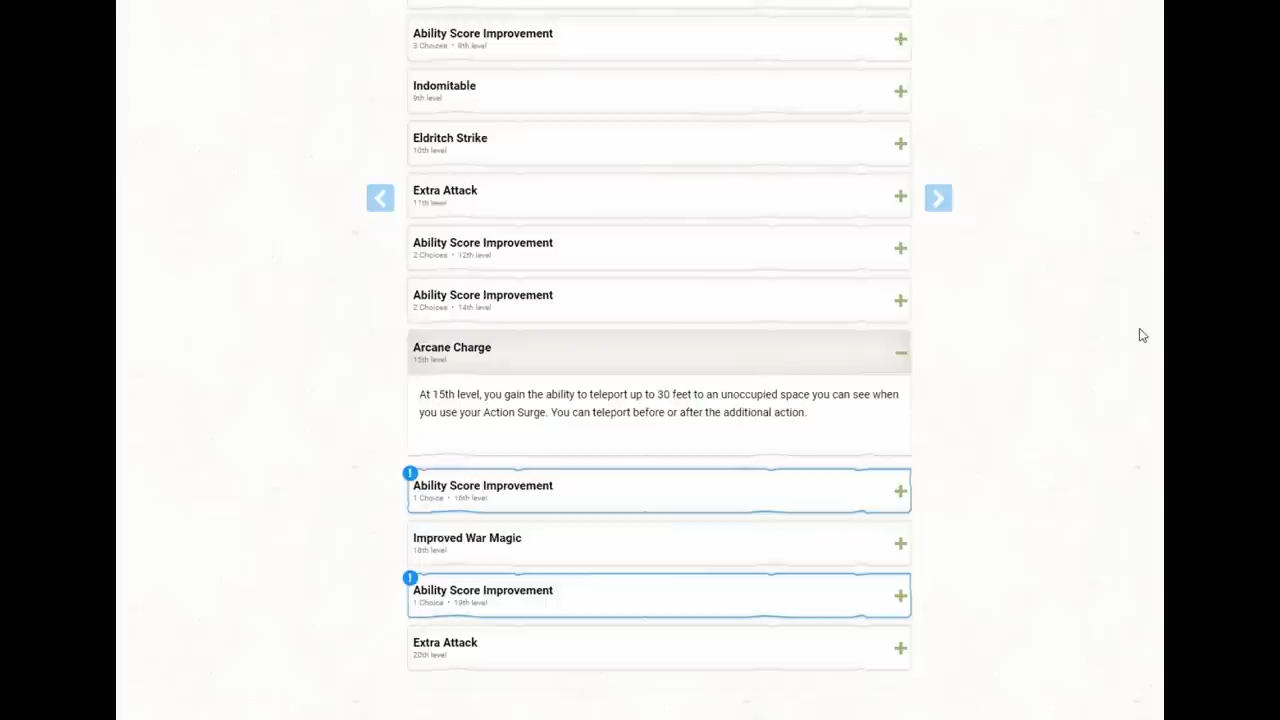 Ability Score Improvement
3 Choices • 8th level
Indomitable
9th level
Eldritch Strike
10th level
Extra Attack
11th level
Ability Score Improvement
2 Choices • 12th level
Ability Score Improvement
2 Choices • 14th level
Arcane Charge
15th level
At 15th level, you gain the ability to teleport up to 30 feet to an unoccupied space you can see when
you use your Action Surge. You can teleport before or after the additional action.
!
Ability Score Improvement
1 Choice • 16th level
Improved War Magic
18th level
!
Ability Score Improvement
1 Choice • 19th level
Extra Attack
20th level